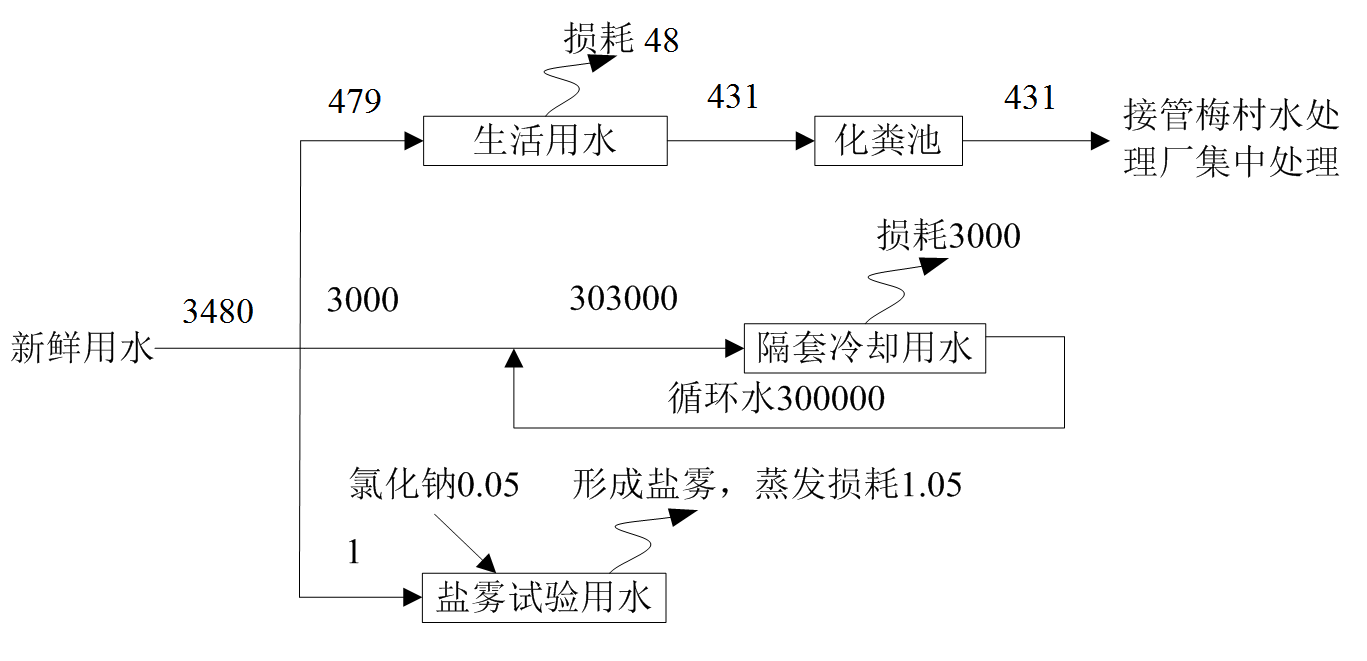 损耗 48
479
431
431
生活用水
化粪池
接管梅村水处
理厂集中处理
损耗3000
3480
3000
303000
新鲜用水
隔套冷却用水
循环水300000
氯化钠0.05
形成盐雾，蒸发损耗1.05
1
盐雾试验用水